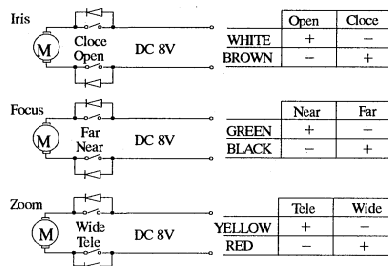 Iris
M
Cloce
Open
DC 8V
Open Cloce
WHITE + −
BROWN − +
Focus
M
Far
Near
DC 8V
Near Far
GREEN + −
BLACK − +
Zoom
M
Wide
Tele
DC 8V
Tele Wide
YELLOW + −
RED − +